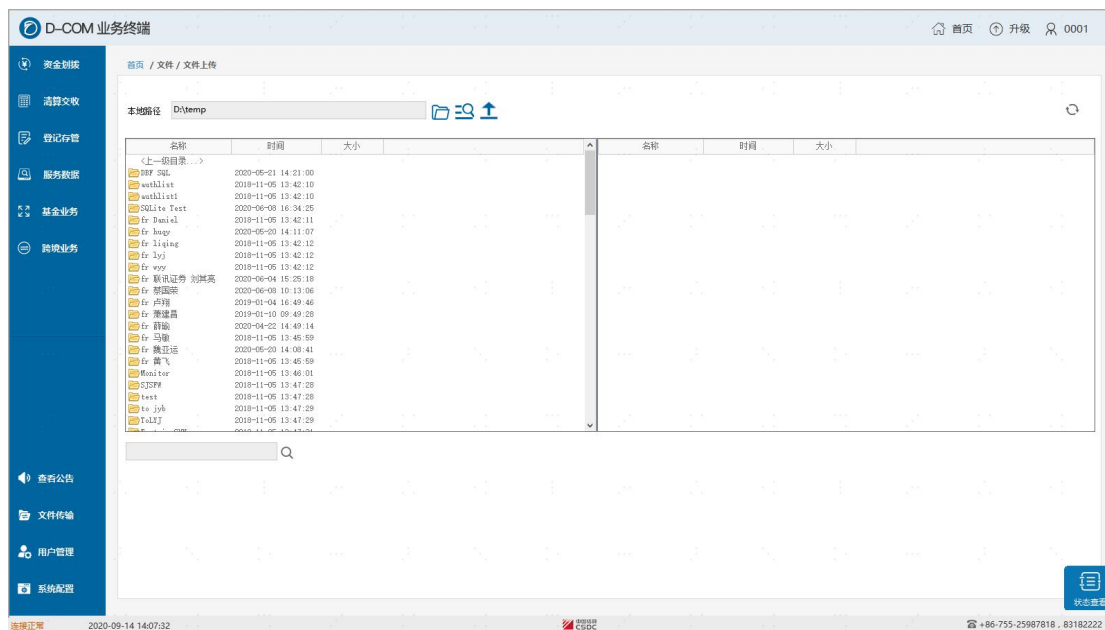 D-COM 业务终端
首页 升级 0001
资金划拨
清算交收
登记存管
服务数据
基金业务
跨境业务
查看公告
文件传输
用户管理
系统配置
首页 / 文件 / 文件上传
本地路径 D:\temp
名称 时间 大小
<上一级目录...>
DBF SQL 2020-05-21 14:21:00
wuthlist 2018-11-05 13:42:10
wuthlist1 2018-11-05 13:42:10
SQLite Test 2020-06-08 16:34:25
fr Daniel 2018-11-05 13:42:11
fr huqy 2020-05-20 14:11:07
fr liqing 2018-11-05 13:42:12
fr lyj 2018-11-05 13:42:12
fr wyy 2018-11-05 13:42:12
fr 联讯证券 刘其亮 2020-06-04 15:25:18
fr 蔡国荣 2020-06-08 10:13:06
fr 卢翔 2019-01-04 16:49:46
fr 萧建昌 2019-01-10 09:49:28
fr 薛瑜 2020-04-22 14:49:14
fr 马敏 2018-11-05 13:45:59
fr 魏亚运 2020-05-20 14:08:41
fr 黄飞 2018-11-05 13:45:59
Monitor 2018-11-05 13:46:01
SJSFW 2018-11-05 13:47:28
test 2018-11-05 13:47:28
to jyb 2018-11-05 13:47:29
ToLYJ 2018-11-05 13:47:29
名称 时间 大小
状态查看
连接正常 2020-09-14 14:07:32
中国结算
CSDC
+86-755-25987818 , 83182222